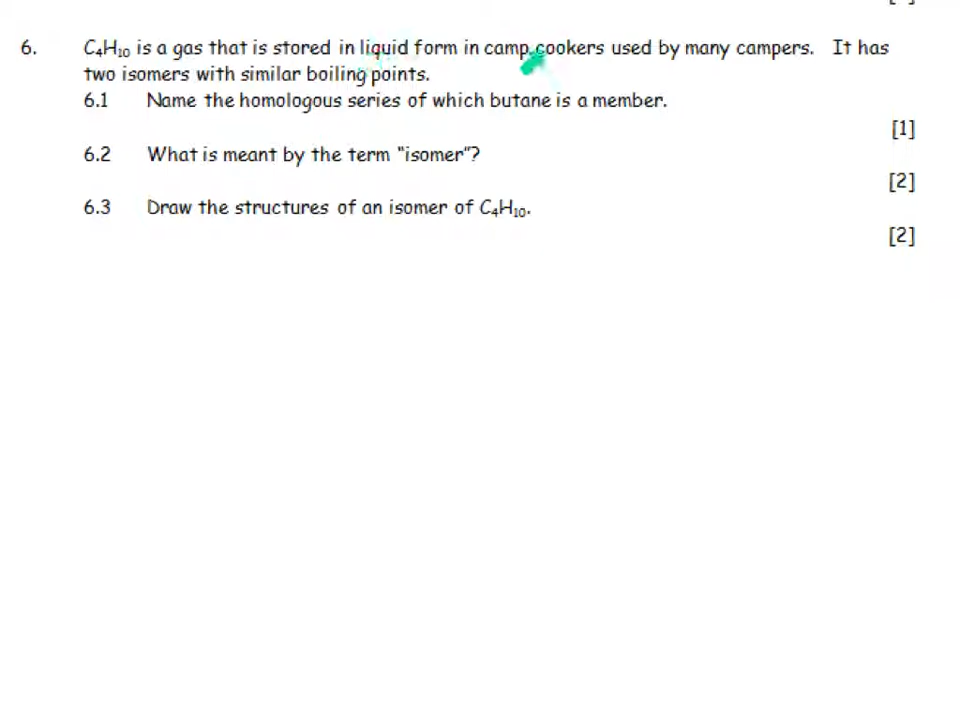 6. C₄H₁₀ is a gas that is stored in liquid form in camp cookers used by many campers. It has
two isomers with similar boiling points.
6.1 Name the homologous series of which butane is a member.
[1]
6.2 What is meant by the term “isomer”?
[2]
6.3 Draw the structures of an isomer of C₄H₁₀.
[2]